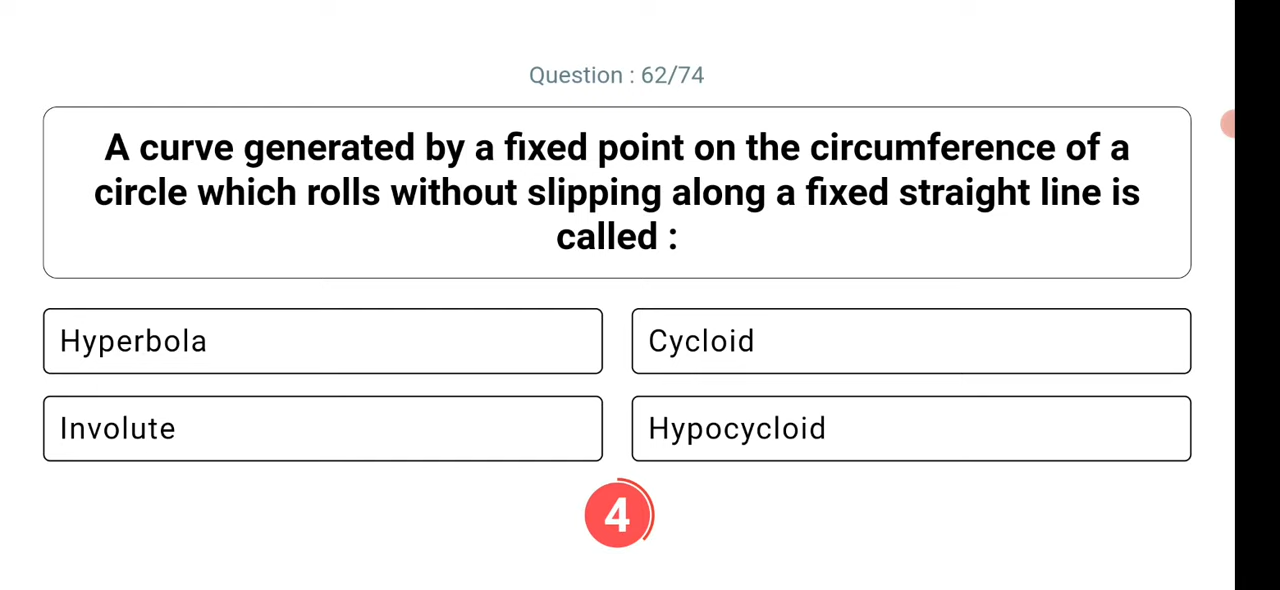 Question : 62/74
A curve generated by a fixed point on the circumference of a
circle which rolls without slipping along a fixed straight line is
called :
Hyperbola
Cycloid
Involute
Hypocycloid
4